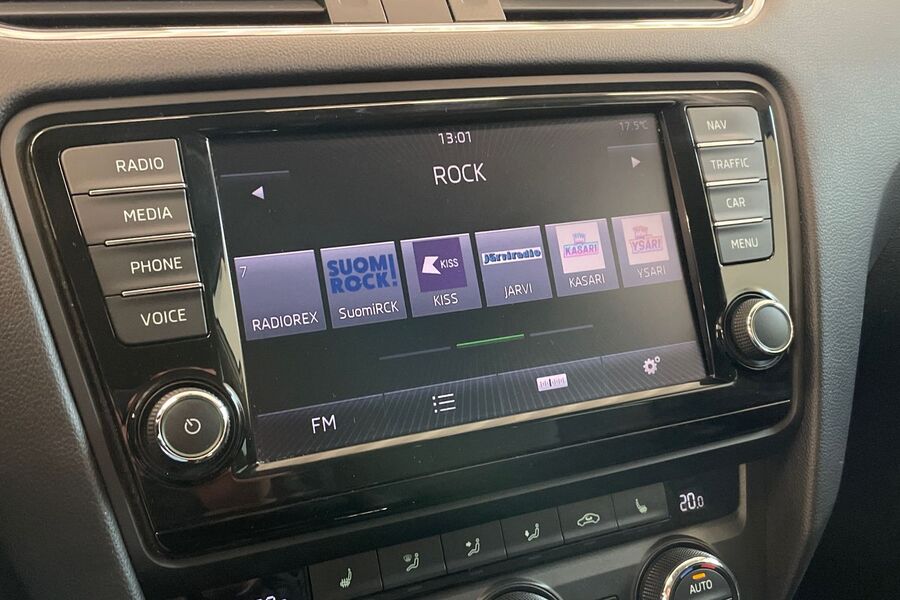 RADIO
MEDIA
PHONE
VOICE
13:01
17.5°C
ROCK
7
RADIOREX
SUOMI
ROCK!
SuomiRCK
KISS
KISS
Järviradio
JARVI
KASARI
KASARI
YSARI
YSARI
FM
NAV
TRAFFIC
CAR
MENU
20.0
AUTO